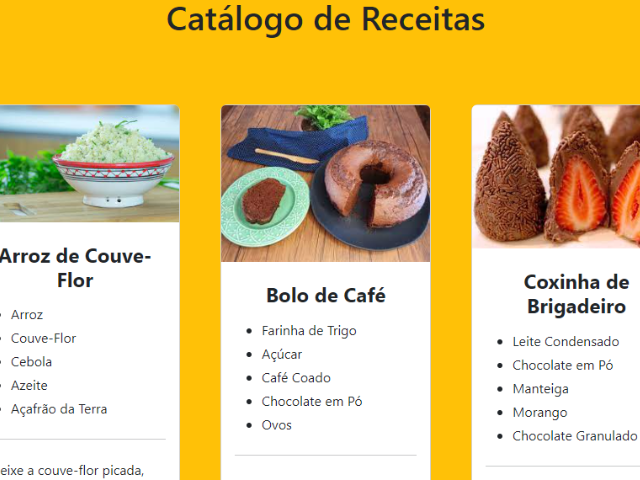 Catálogo de Receitas
Arroz de Couve-
Flor
Arroz
Couve-Flor
Cebola
Azeite
Açafrão da Terra
eixe a couve-flor picada,
Bolo de Café
Farinha de Trigo
Açúcar
Café Coado
Chocolate em Pó
Ovos
Coxinha de
Brigadeiro
Leite Condensado
Chocolate em Pó
Manteiga
Morango
Chocolate Granulado